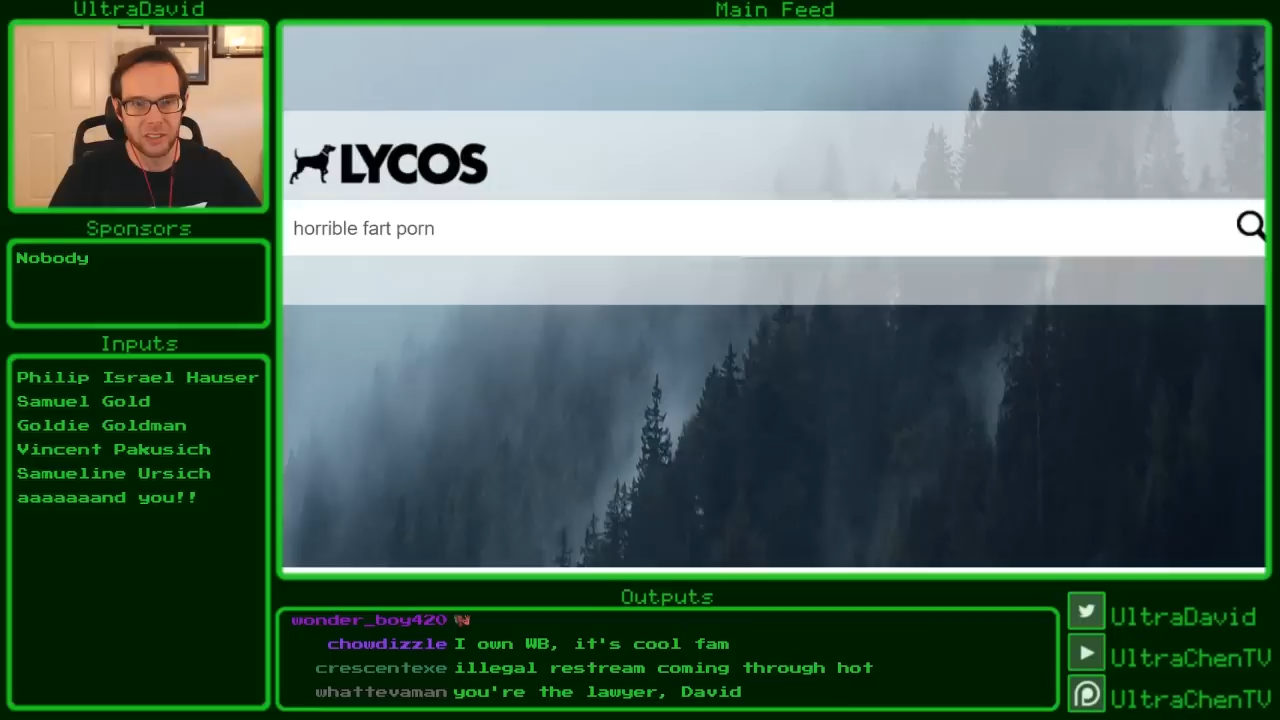 UltraDavid
Main Feed
LYCOS
horrible fart porn
Sponsors
Nobody
Inputs
Philip Israel Hauser
Samuel Gold
Goldie Goldman
Vincent Pakusich
Samueline Ursich
aaaaaaand you!!
Outputs
wonder_boy420
chowdizzle I own WB, it's cool fam
crescentexe illegal restream coming through hot
whattevaman you're the lawyer, David
UltraDavid
UltraChenTV
UltraChenTV